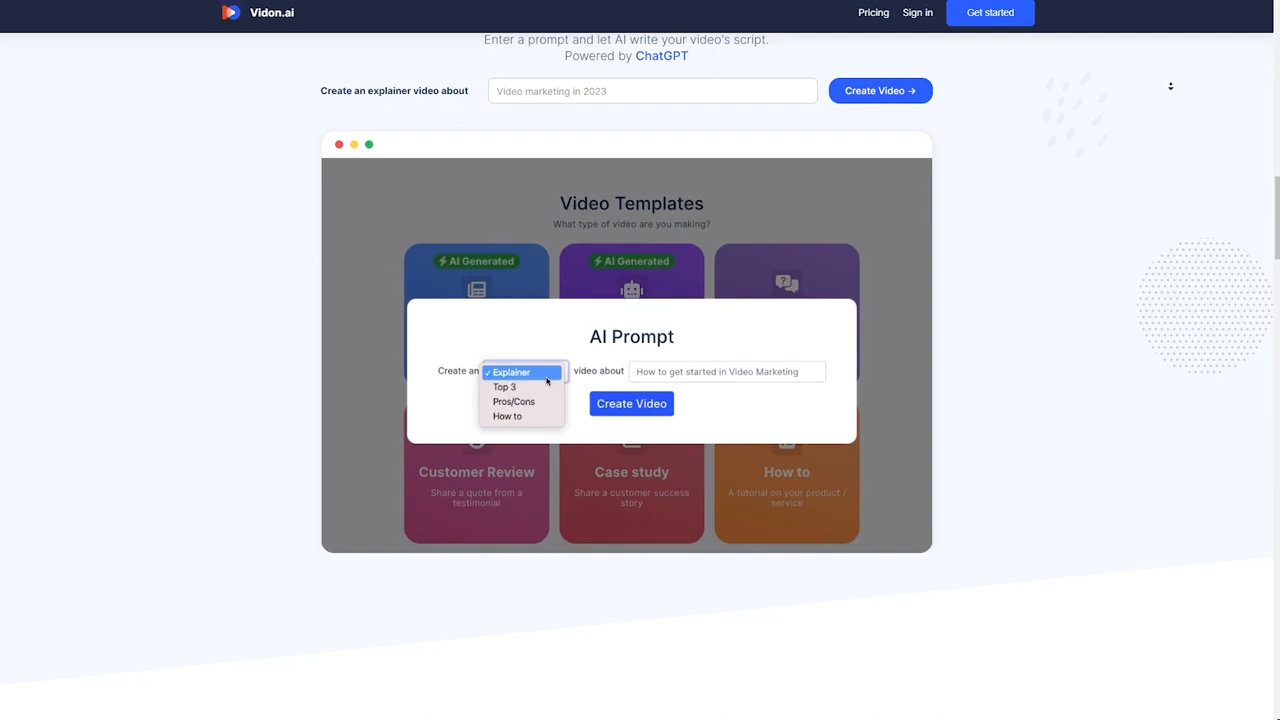 Vidon.ai
Pricing
Sign in
Get started
Enter a prompt and let AI write your video's script.
Powered by ChatGPT
Create an explainer video about
Video marketing in 2023
Create Video →
Video Templates
What type of video are you making?
AI Generated
AI Generated
AI Prompt
Create an
✓ Explainer
video about
How to get started in Video Marketing
Top 3
Pros/Cons
How to
Create Video
Customer Review
Share a quote from a
testimonial
Case study
Share a customer success
story
How to
A tutorial on your product /
service